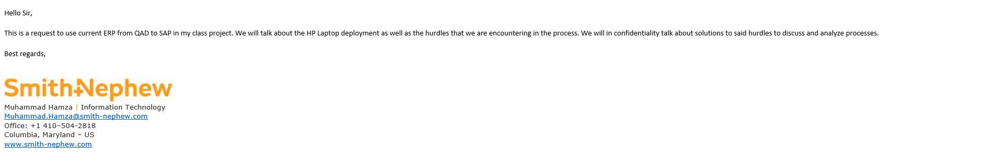 Hello Sir,
This is a request to use current ERP from QAD to SAP in my class project. We will talk about the HP Laptop deployment as well as the hurdles that we are encountering in the process. We will in confidentiality talk about solutions to said hurdles to discuss and analyze processes.
Best regards,
Smith+Nephew
Muhammad Hamza | Information Technology
Muhammad.Hamza@smith-nephew.com
Office: +1 410–504-2818
Columbia, Maryland – US
www.smith-nephew.com